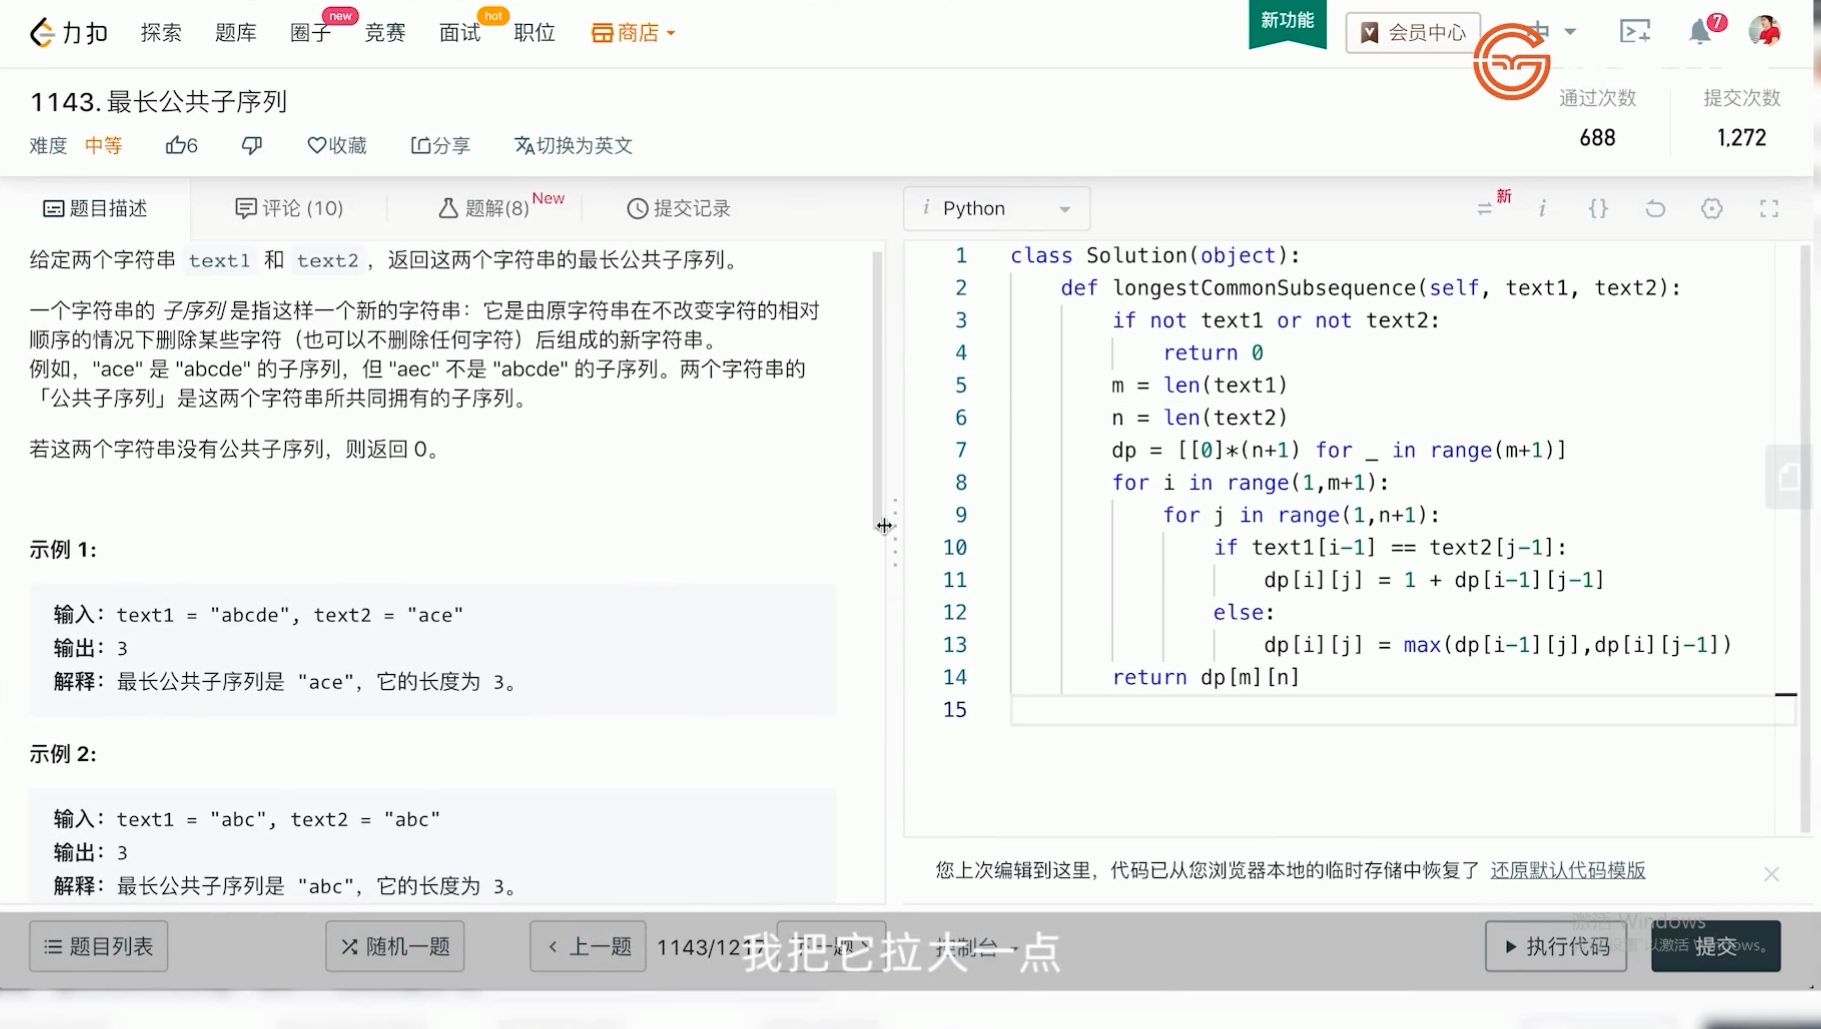 力扣 探索 题库 圈子 new 竞赛 面试 hot 职位 商店 新功能 会员中心 中 7
1143. 最长公共子序列
通过次数 提交次数
688 1,272
难度 中等 6 收藏 分享 切换为英文
题目描述 评论 (10) 题解(8) New 提交记录
i Python 新 i {}
给定两个字符串 text1 和 text2，返回这两个字符串的最长公共子序列。
一个字符串的 子序列 是指这样一个新的字符串：它是由原字符串在不改变字符的相对
顺序的情况下删除某些字符（也可以不删除任何字符）后组成的新字符串。
例如，"ace" 是 "abcde" 的子序列，但 "aec" 不是 "abcde" 的子序列。两个字符串的
「公共子序列」是这两个字符串所共同拥有的子序列。
若这两个字符串没有公共子序列，则返回 0。
示例 1:
输入：text1 = "abcde", text2 = "ace"
输出：3
解释：最长公共子序列是 "ace"，它的长度为 3。
示例 2:
输入：text1 = "abc", text2 = "abc"
输出：3
解释：最长公共子序列是 "abc"，它的长度为 3。
1 class Solution(object):
2 def longestCommonSubsequence(self, text1, text2):
3 if not text1 or not text2:
4 return 0
5 m = len(text1)
6 n = len(text2)
7 dp = [[0]*(n+1) for _ in range(m+1)]
8 for i in range(1,m+1):
9 for j in range(1,n+1):
10 if text1[i-1] == text2[j-1]:
11 dp[i][j] = 1 + dp[i-1][j-1]
12 else:
13 dp[i][j] = max(dp[i-1][j],dp[i][j-1])
14 return dp[m][n]
15
您上次编辑到这里，代码已从您浏览器本地的临时存储中恢复了 还原默认代码模版
题目列表 随机一题 上一题 1143/121 控制台 执行代码 提交
我把它拉大一点
激活 Windows